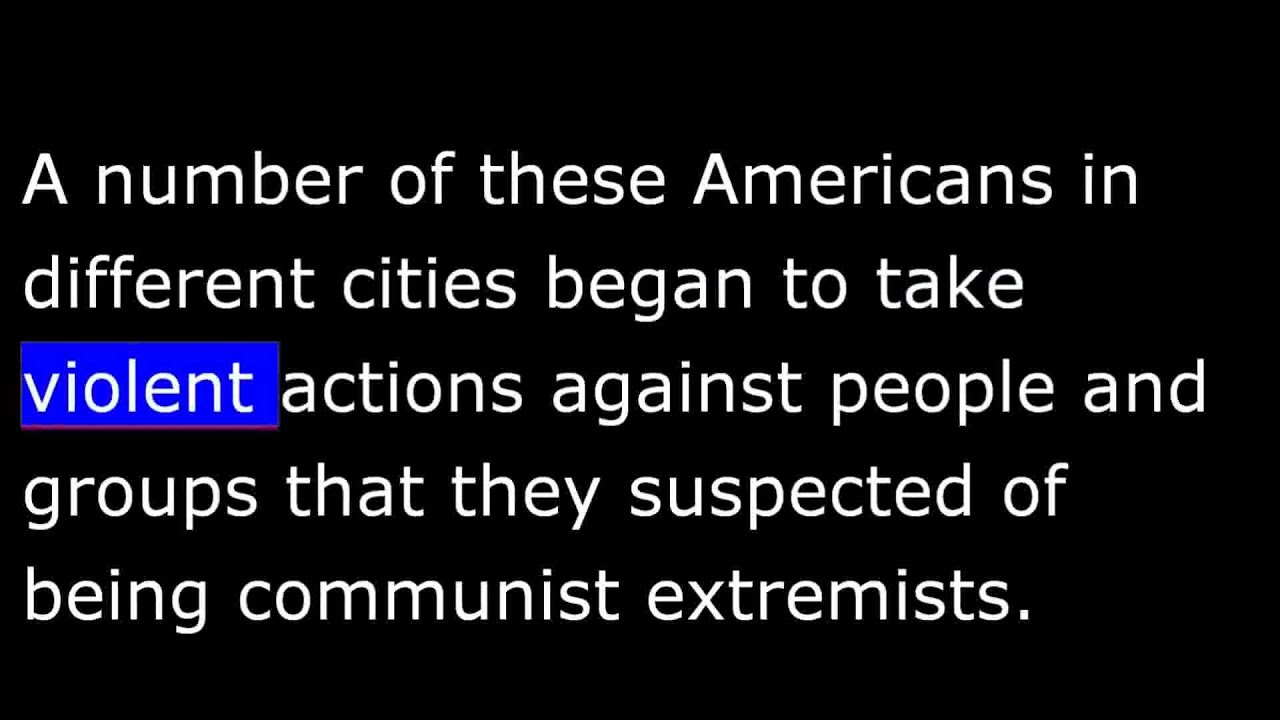 A number of these Americans in
different cities began to take
violent actions against people and
groups that they suspected of
being communist extremists.